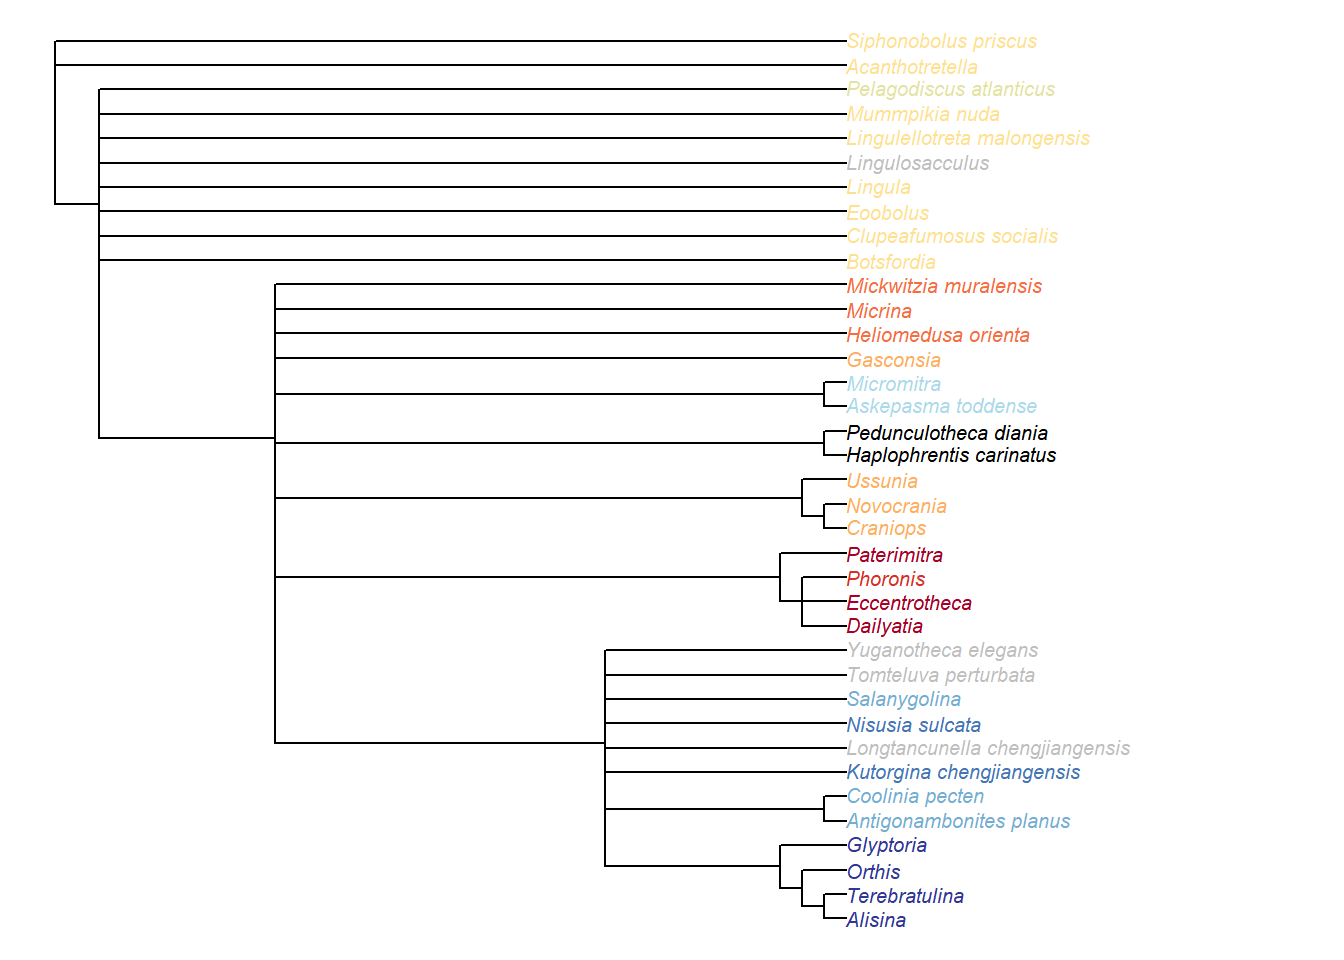 Siphonobolus priscus
Acanthotretella
Pelagodiscus atlanticus
Mummpikia nuda
Lingulellotreta malongensis
Lingulosacculus
Lingula
Eoobolus
Clupeafumosus socialis
Botsfordia
Mickwitzia muralensis
Micrina
Heliomedusa orienta
Gasconsia
Micromitra
Askepasma toddense
Pedunculotheca diania
Haplophrentis carinatus
Ussunia
Novocrania
Craniops
Paterimitra
Phoronis
Eccentrotheca
Dailyatia
Yuganotheca elegans
Tomteluva perturbata
Salanygolina
Nisusia sulcata
Longtancunella chengjiangensis
Kutorgina chengjiangensis
Coolinia pecten
Antigonambonites planus
Glyptoria
Orthis
Terebratulina
Alisina